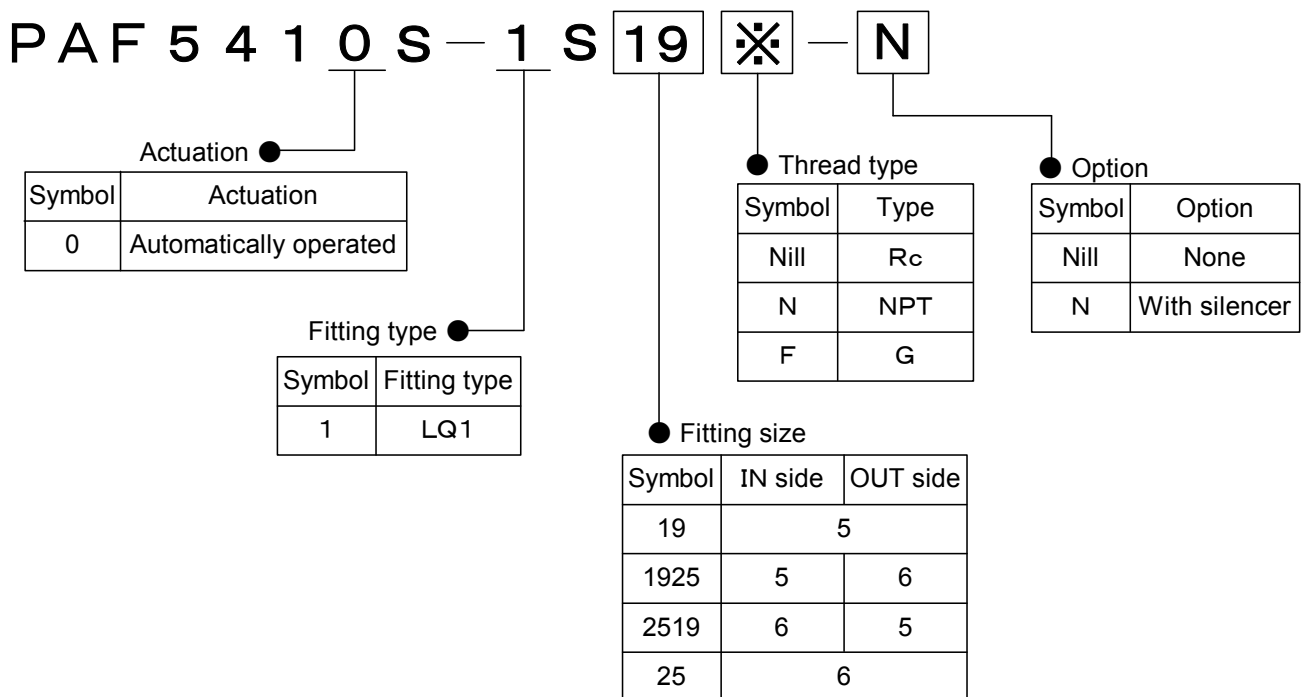 PAF5410S-1S19※-N
Actuation
Symbol Actuation
0 Automatically operated
Fitting type
Symbol Fitting type
1 LQ1
Thread type
Symbol Type
Nill Rc
N NPT
F G
Option
Symbol Option
Nill None
N With silencer
Fitting size
Symbol IN side OUT side
19 5
1925 5 6
2519 6 5
25 6